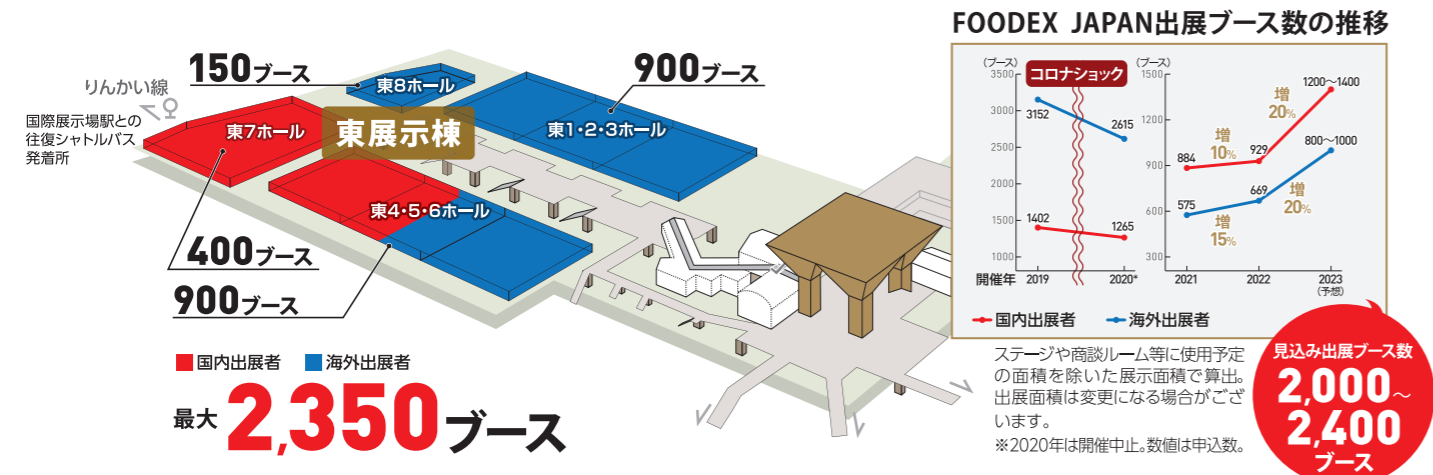 150ブース
900ブース
りんかい線
国際展示場駅との
往復シャトルバス
発着所
東8ホール
東7ホール
東展示棟
東1・2・3ホール
東4・5・6ホール
400ブース
900ブース
国内出展者 海外出展者
最大2,350ブース
FOODEX JAPAN出展ブース数の推移
（ブース）
3500
3000
2500
2000
1500
1000
コロナショック
3152
2615
1402
1265
開催年 2019 2020*
（ブース）
1500
1200
900
600
300
1200〜1400
増
20%
増
10%
884
929
800〜1000
669
575
増
20%
増
15%
2021 2022 2023
（予想）
国内出展者 海外出展者
ステージや商談ルーム等に使用予定
の面積を除いた展示面積で算出。
出展面積は変更になる場合がござ
います。
※2020年は開催中止。数値は申込数。
見込み出展ブース数
2,000〜
2,400
ブース